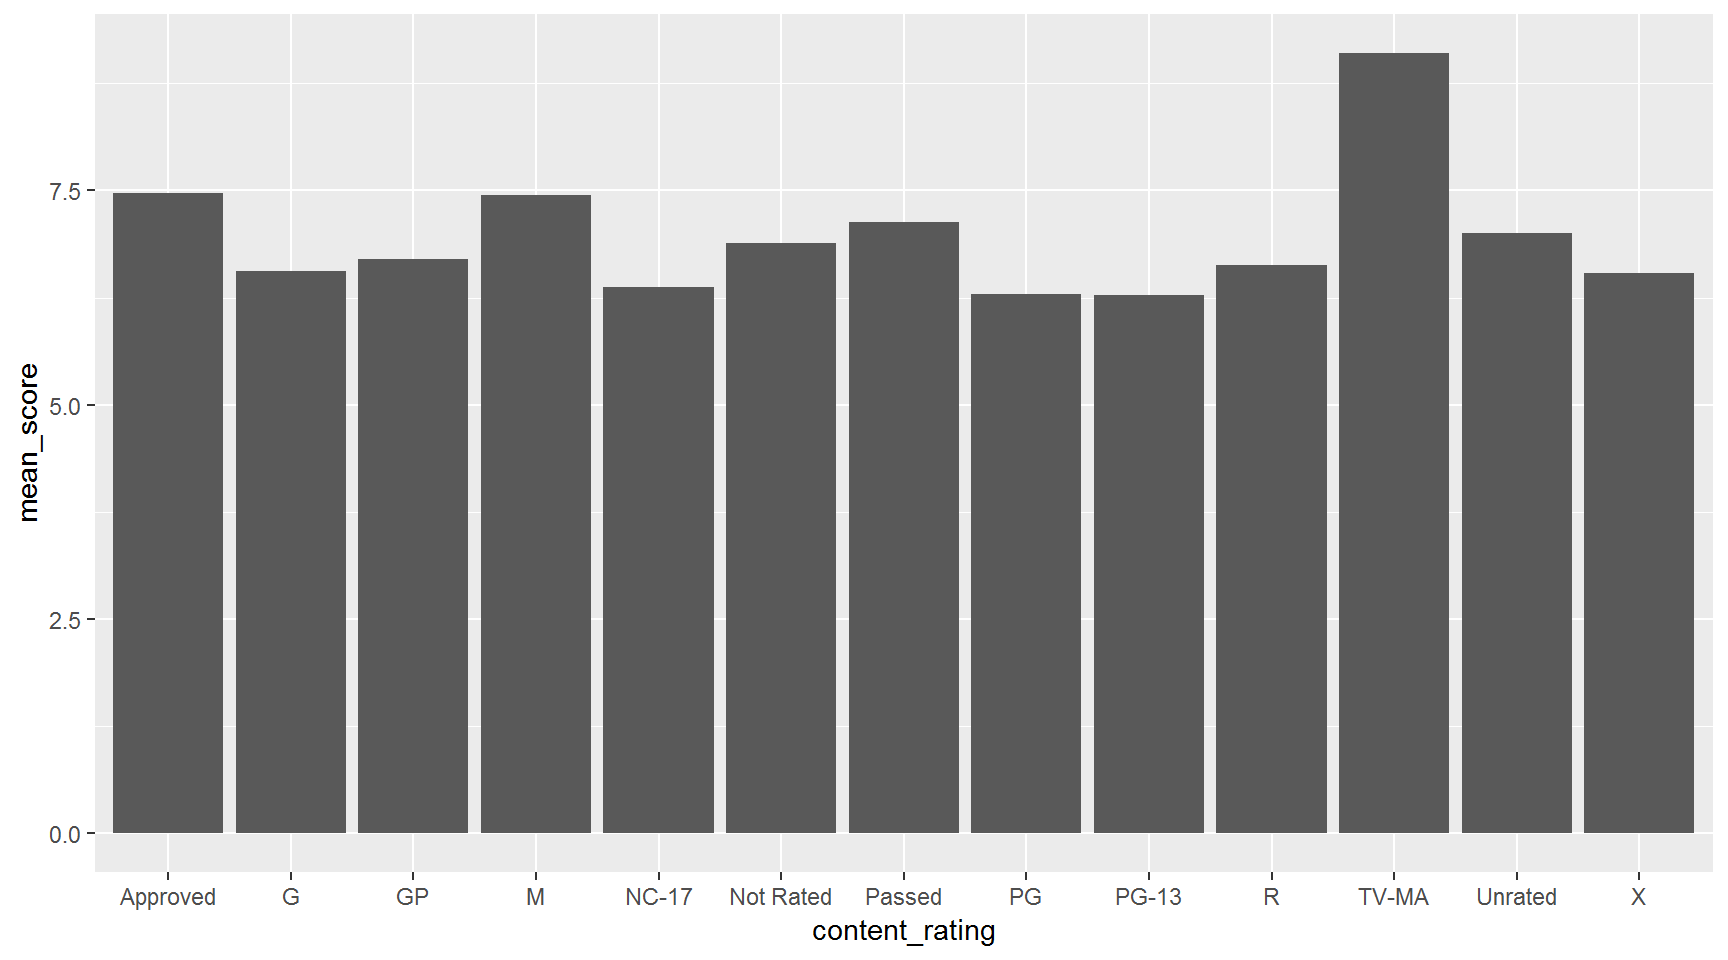 mean_score
7.5
5.0
2.5
0.0
Approved G GP M NC-17 Not Rated Passed PG PG-13 R TV-MA Unrated X
content_rating